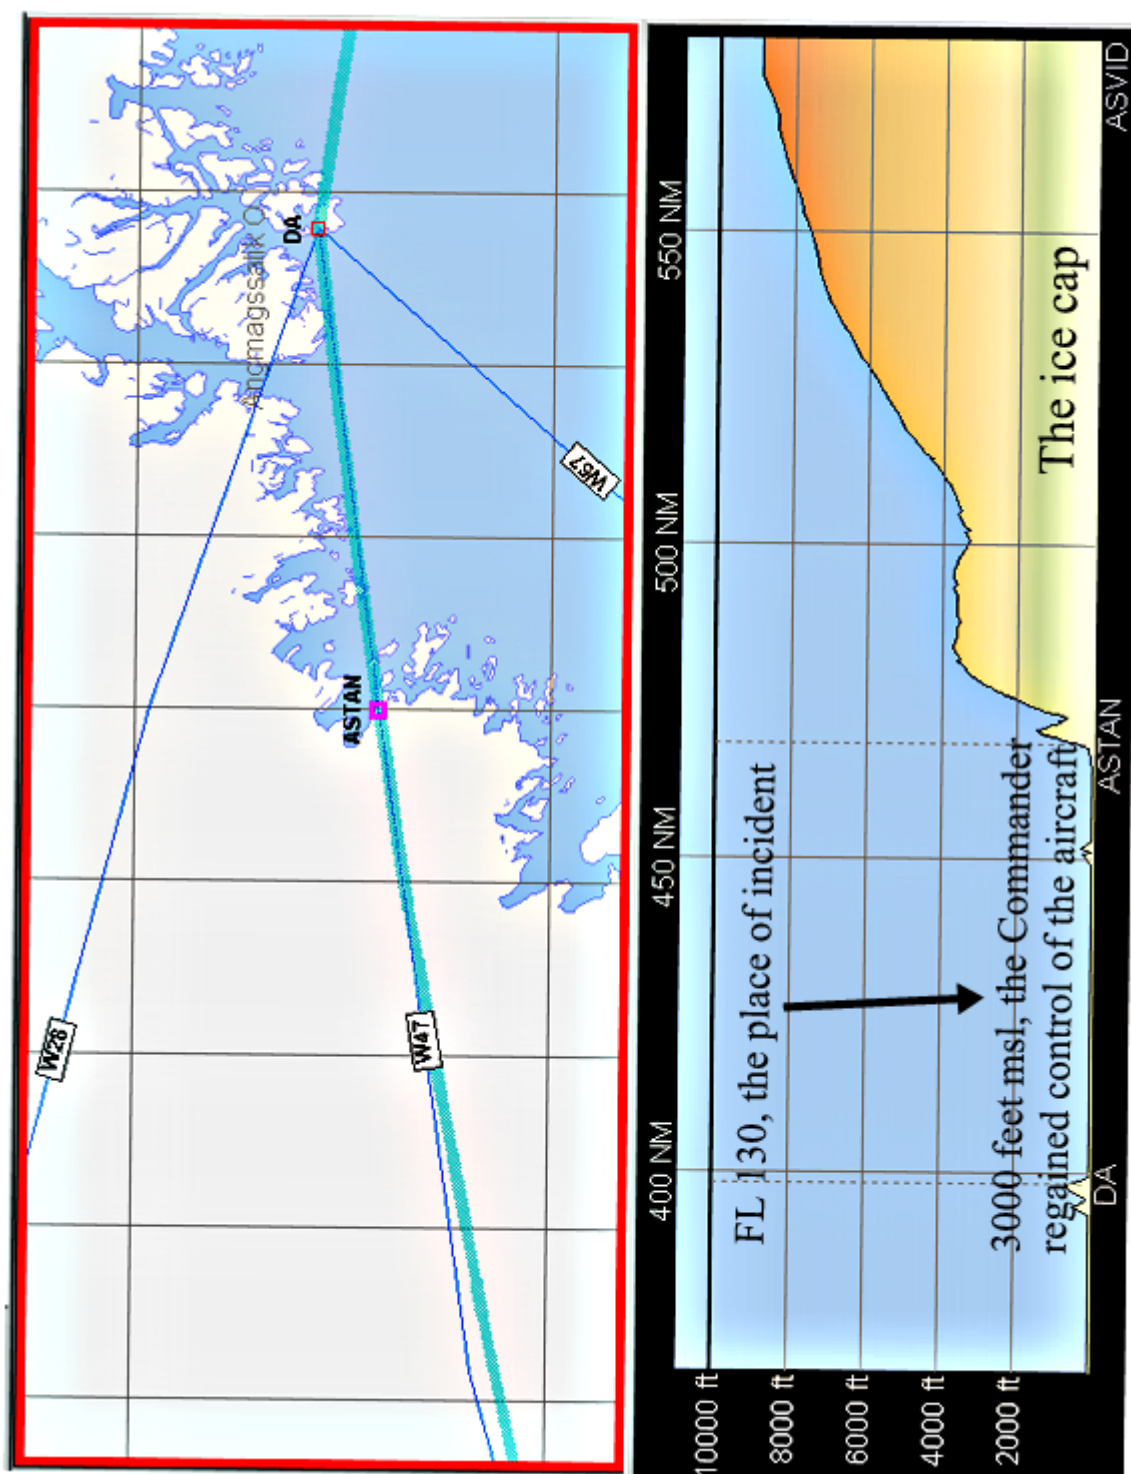 Angmagssalik O
DA
ASTAN
W28
W47
W67
10000 ft
8000 ft
6000 ft
4000 ft
2000 ft
400 NM
450 NM
500 NM
550 NM
FL 130, the place of incident
3000 feet msl, the Commander
regained control of the aircraft
The ice cap
DA
ASTAN
ASVID